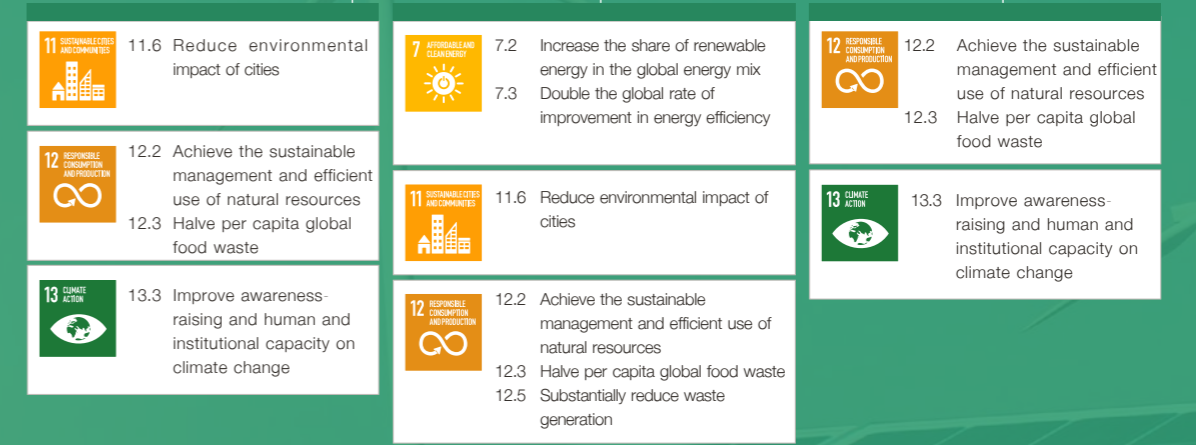 11 SUSTAINABLE CITIES
AND COMMUNITIES
11.6 Reduce environmental
impact of cities
12 RESPONSIBLE
CONSUMPTION
AND PRODUCTION
12.2 Achieve the sustainable
management and efficient
use of natural resources
12.3 Halve per capita global
food waste
13 CLIMATE
ACTION
13.3 Improve awareness-
raising and human and
institutional capacity on
climate change
7 AFFORDABLE AND
CLEAN ENERGY
7.2 Increase the share of renewable
energy in the global energy mix
7.3 Double the global rate of
improvement in energy efficiency
11 SUSTAINABLE CITIES
AND COMMUNITIES
11.6 Reduce environmental impact of
cities
12 RESPONSIBLE
CONSUMPTION
AND PRODUCTION
12.2 Achieve the sustainable
management and efficient use of
natural resources
12.3 Halve per capita global food waste
12.5 Substantially reduce waste
generation
12 RESPONSIBLE
CONSUMPTION
AND PRODUCTION
12.2 Achieve the sustainable
management and efficient
use of natural resources
12.3 Halve per capita global
food waste
13 CLIMATE
ACTION
13.3 Improve awareness-
raising and human and
institutional capacity on
climate change